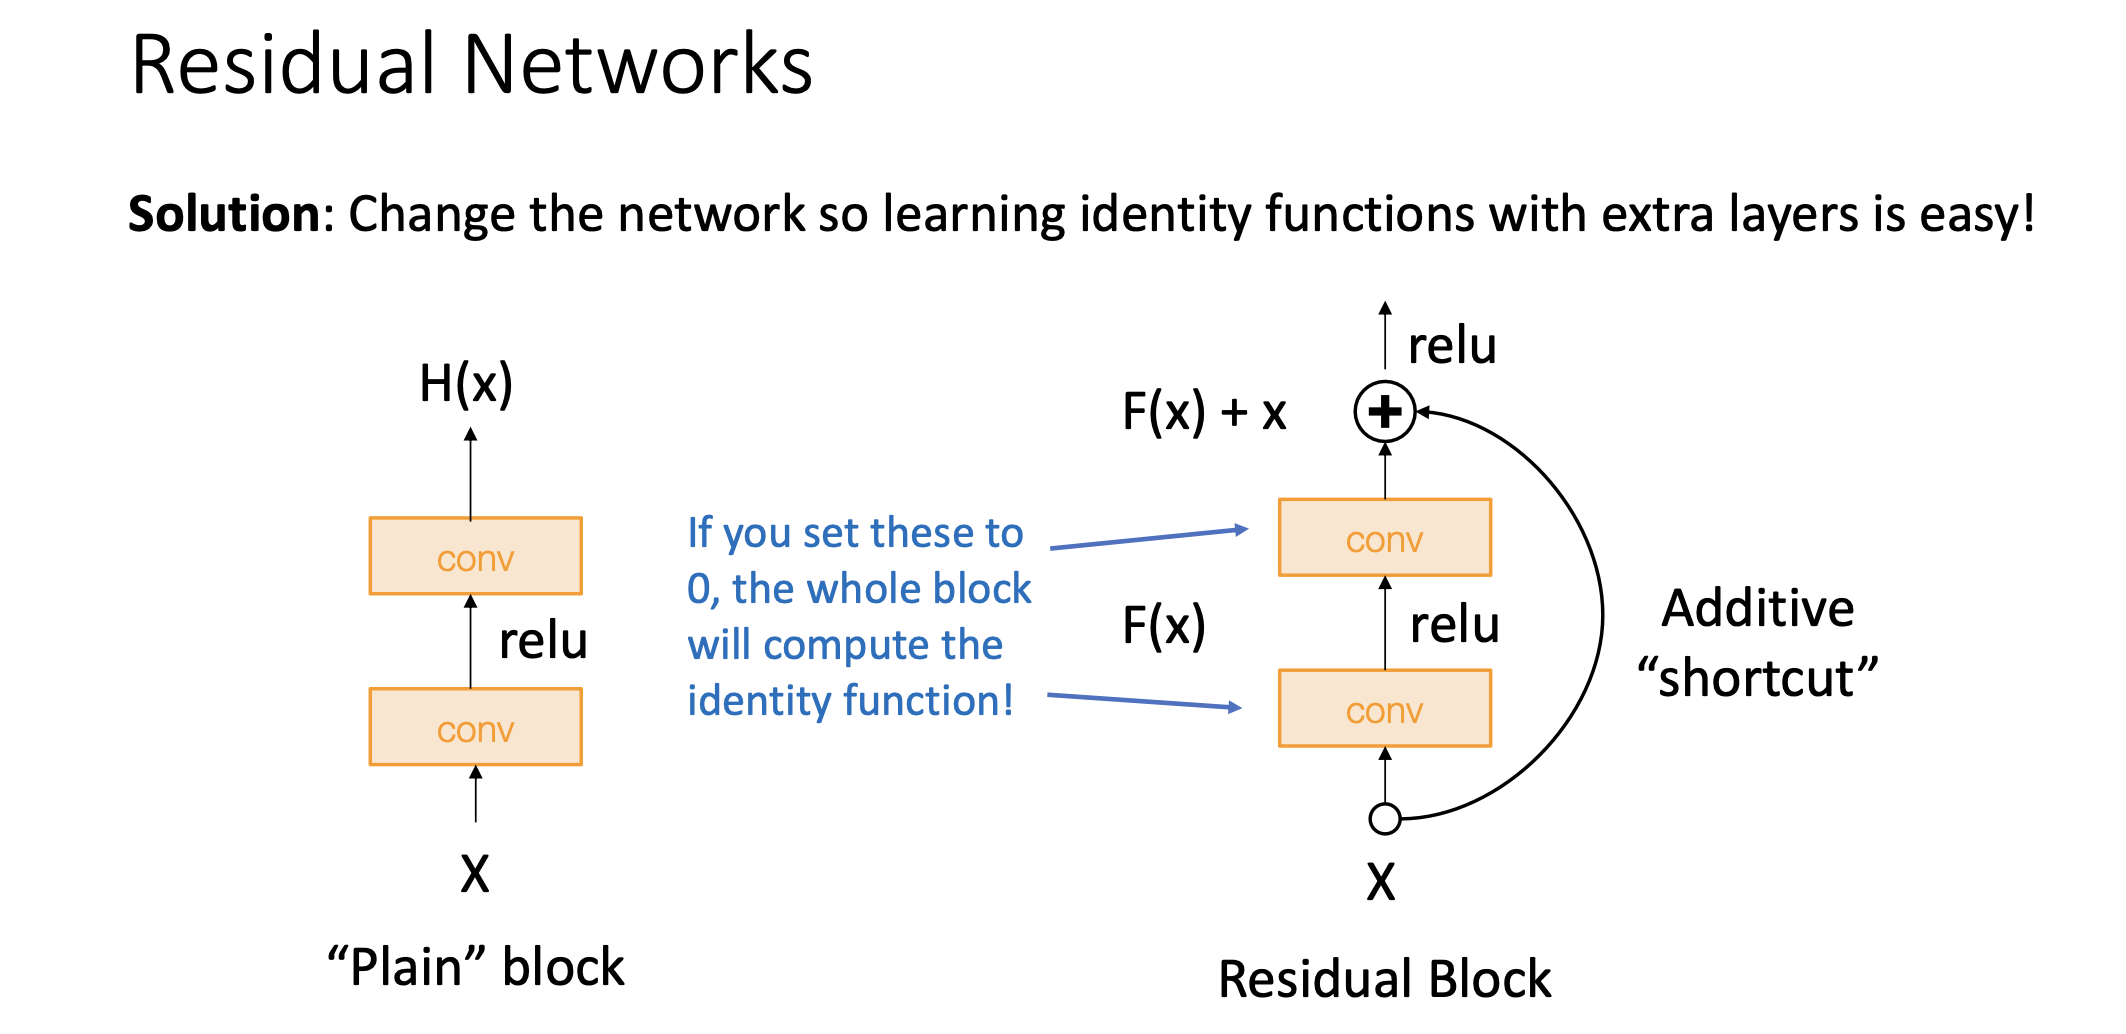 Residual Networks
Solution: Change the network so learning identity functions with extra layers is easy!
H(x)
conv
relu
conv
X
“Plain” block
If you set these to
0, the whole block
will compute the
identity function!
relu
F(x) + x
+
conv
F(x)
relu
conv
X
Residual Block
Additive
“shortcut”